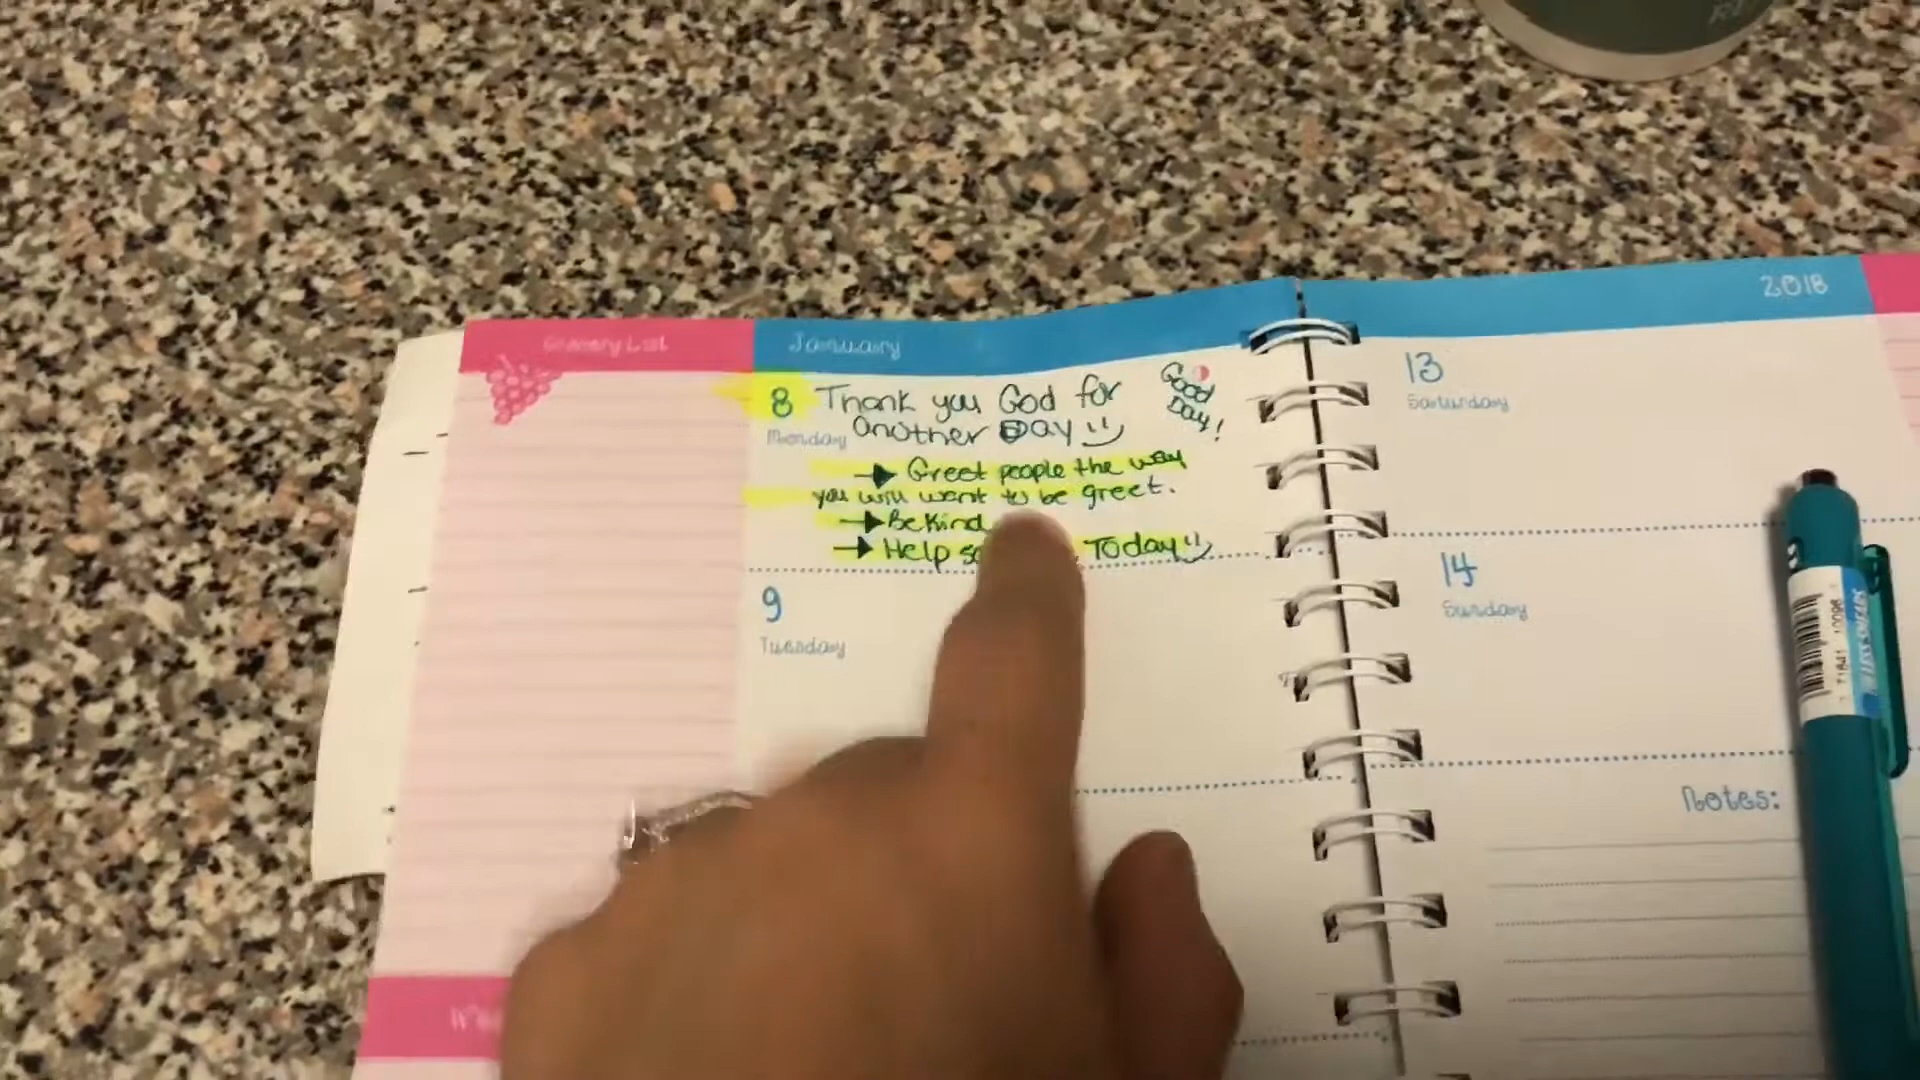 Grocery List
January
2018
8 Thank you God for
Monday another Day
Good
Day!
Greet people the way
you will want to be greet.
Be Kind
Help Today
9
Tuesday
13
Saturday
14
Sunday
Notes: